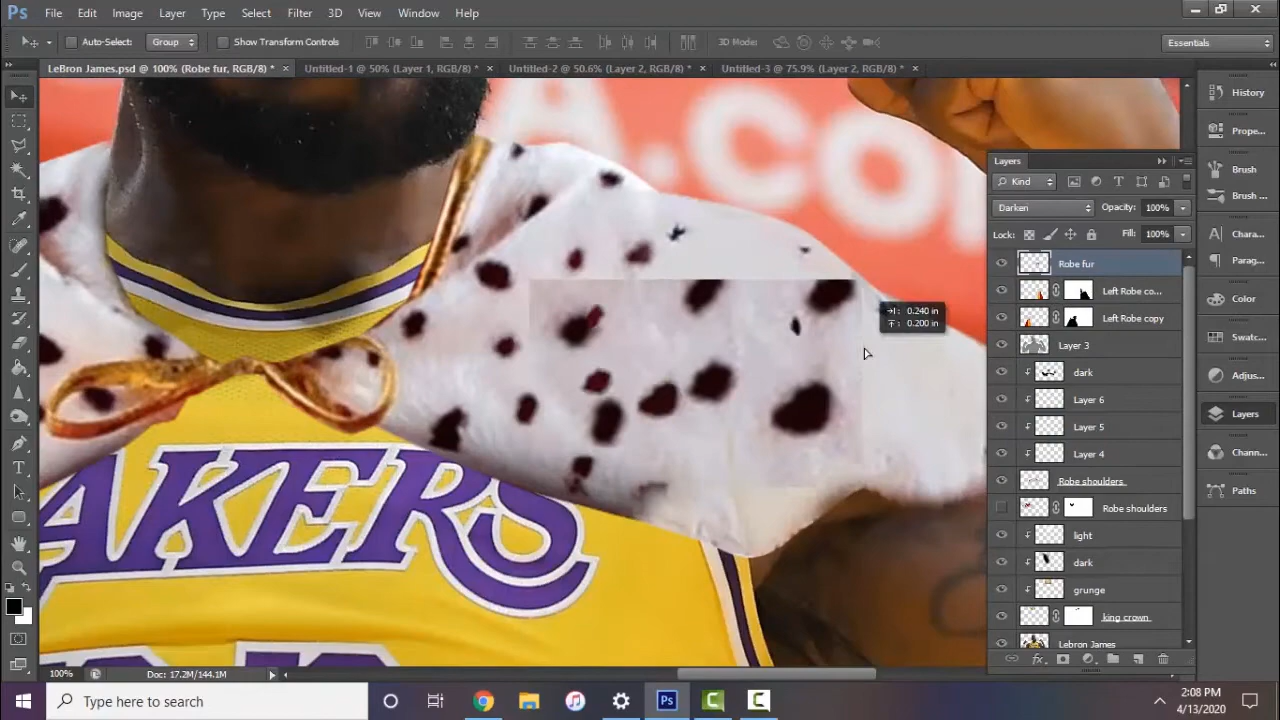 Ps File Edit Image Layer Type Select Filter 3D View Window Help
Auto-Select: Group Show Transform Controls 3D Mode: Essentials
LeBron James.psd @ 100% (Robe fur, RGB/8) * × Untitled-1 @ 50% (Layer 1, RGB/8) * × Untitled-2 @ 50.6% (Layer 2, RGB/8) * × Untitled-3 @ 75.9% (Layer 2, RGB/8) * ×
History
Prope...
Brush
Brush ...
Chara...
Parag...
Color
Swatc...
Adjus...
Layers
Chann...
Paths
Layers
Kind
Darken Opacity: 100%
Lock: Fill: 100%
Robe fur
Left Robe co...
Left Robe copy
Layer 3
dark
Layer 6
Layer 5
Layer 4
Robe shoulders
Robe shoulders
light
dark
grunge
king crown
Lebron James
fx
A.com
: 0.240 in
: 0.200 in
AKERS
100% Doc: 17.2M/144.1M
Type here to search
2:08 PM
4/13/2020